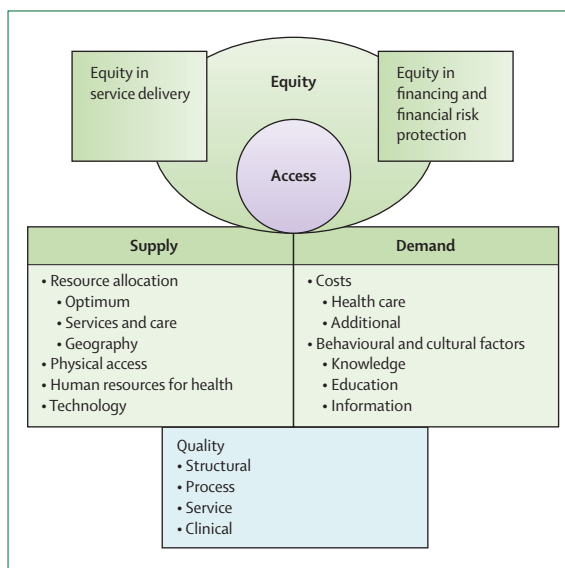 Equity in
service delivery
Equity
Equity in
financing and
financial risk
protection
Access
Supply
• Resource allocation
• Optimum
• Services and care
• Geography
• Physical access
• Human resources for health
• Technology
Demand
• Costs
• Health care
• Additional
• Behavioural and cultural factors
• Knowledge
• Education
• Information
Quality
• Structural
• Process
• Service
• Clinical